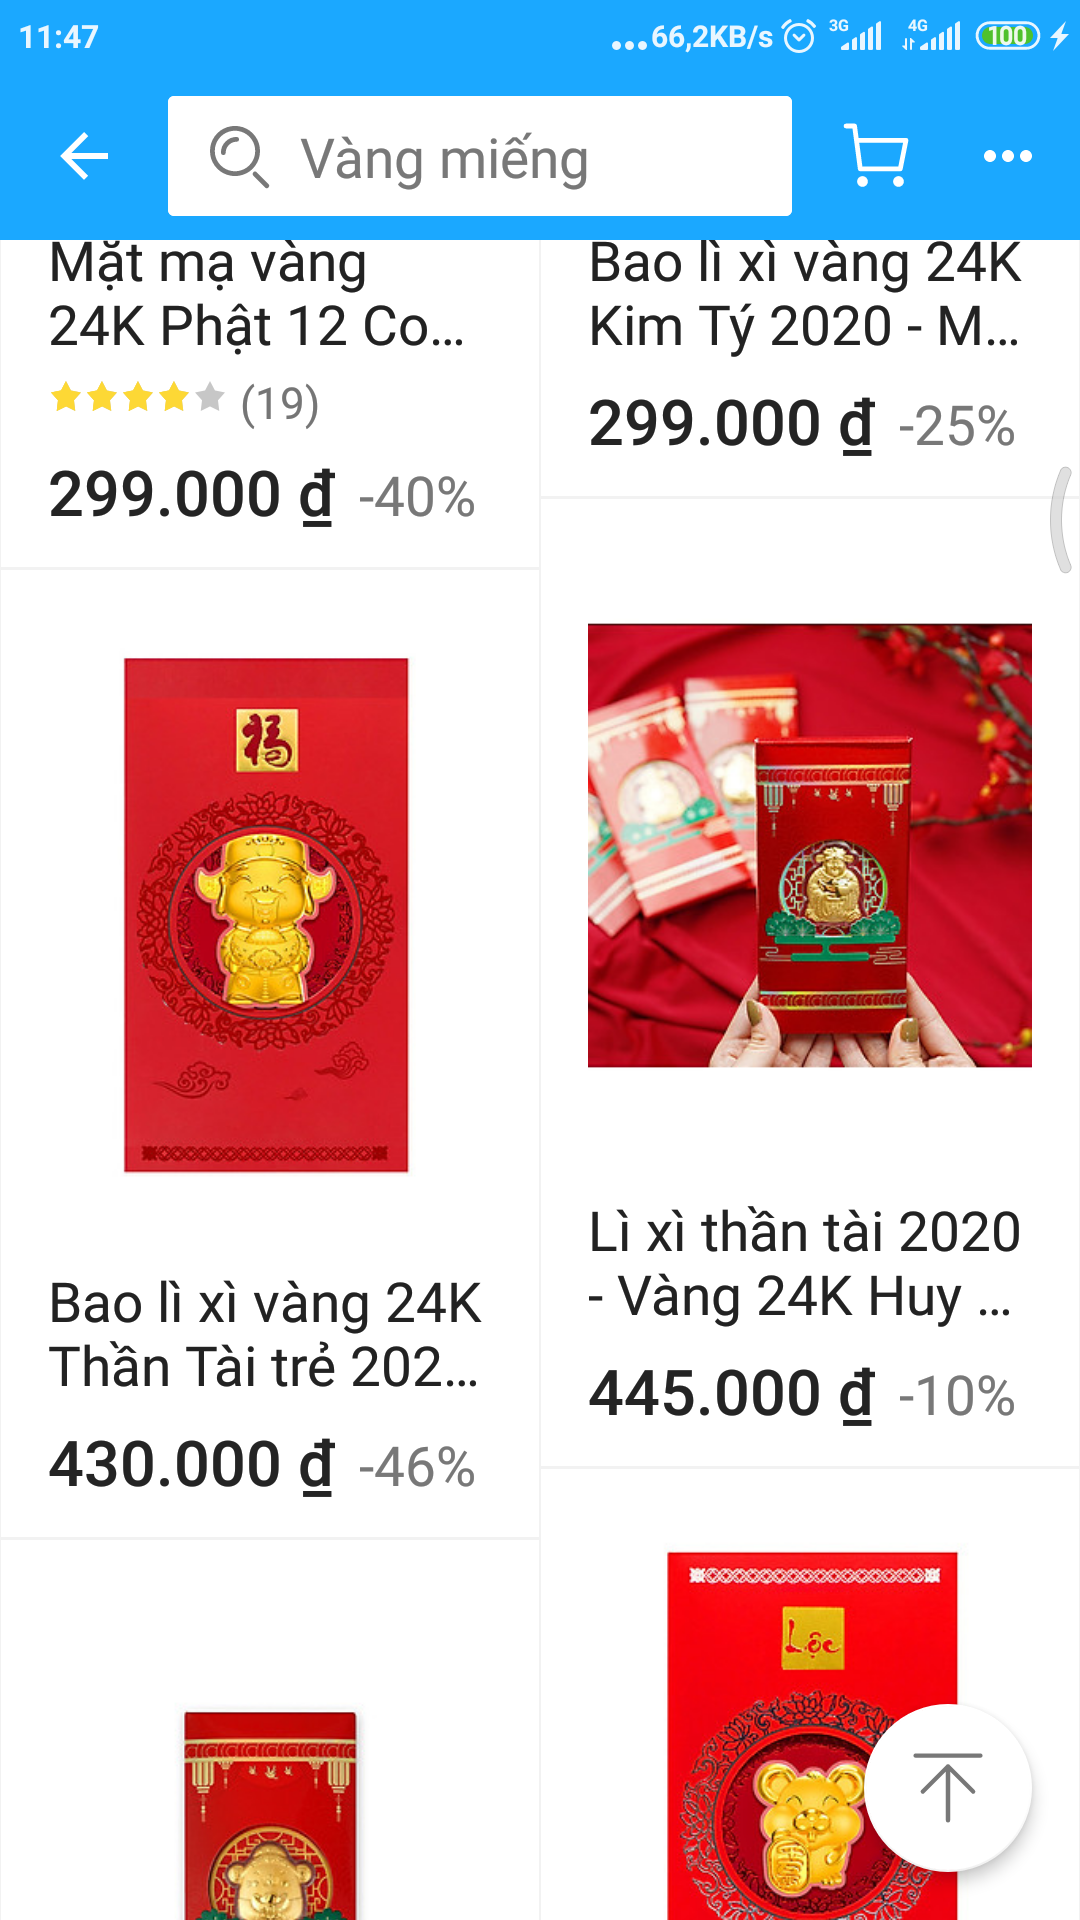 11:47
...66,2KB/s 3G 4G 100
Vàng miếng
Mặt mạ vàng
24K Phật 12 Co...
(19)
299.000 ₫ -40%
Bao lì xì vàng 24K
Kim Tý 2020 - M...
299.000 ₫ -25%
福
Bao lì xì vàng 24K
Thần Tài trẻ 202...
430.000 ₫ -46%
Lì xì thần tài 2020
- Vàng 24K Huy ...
445.000 ₫ -10%
Lộc